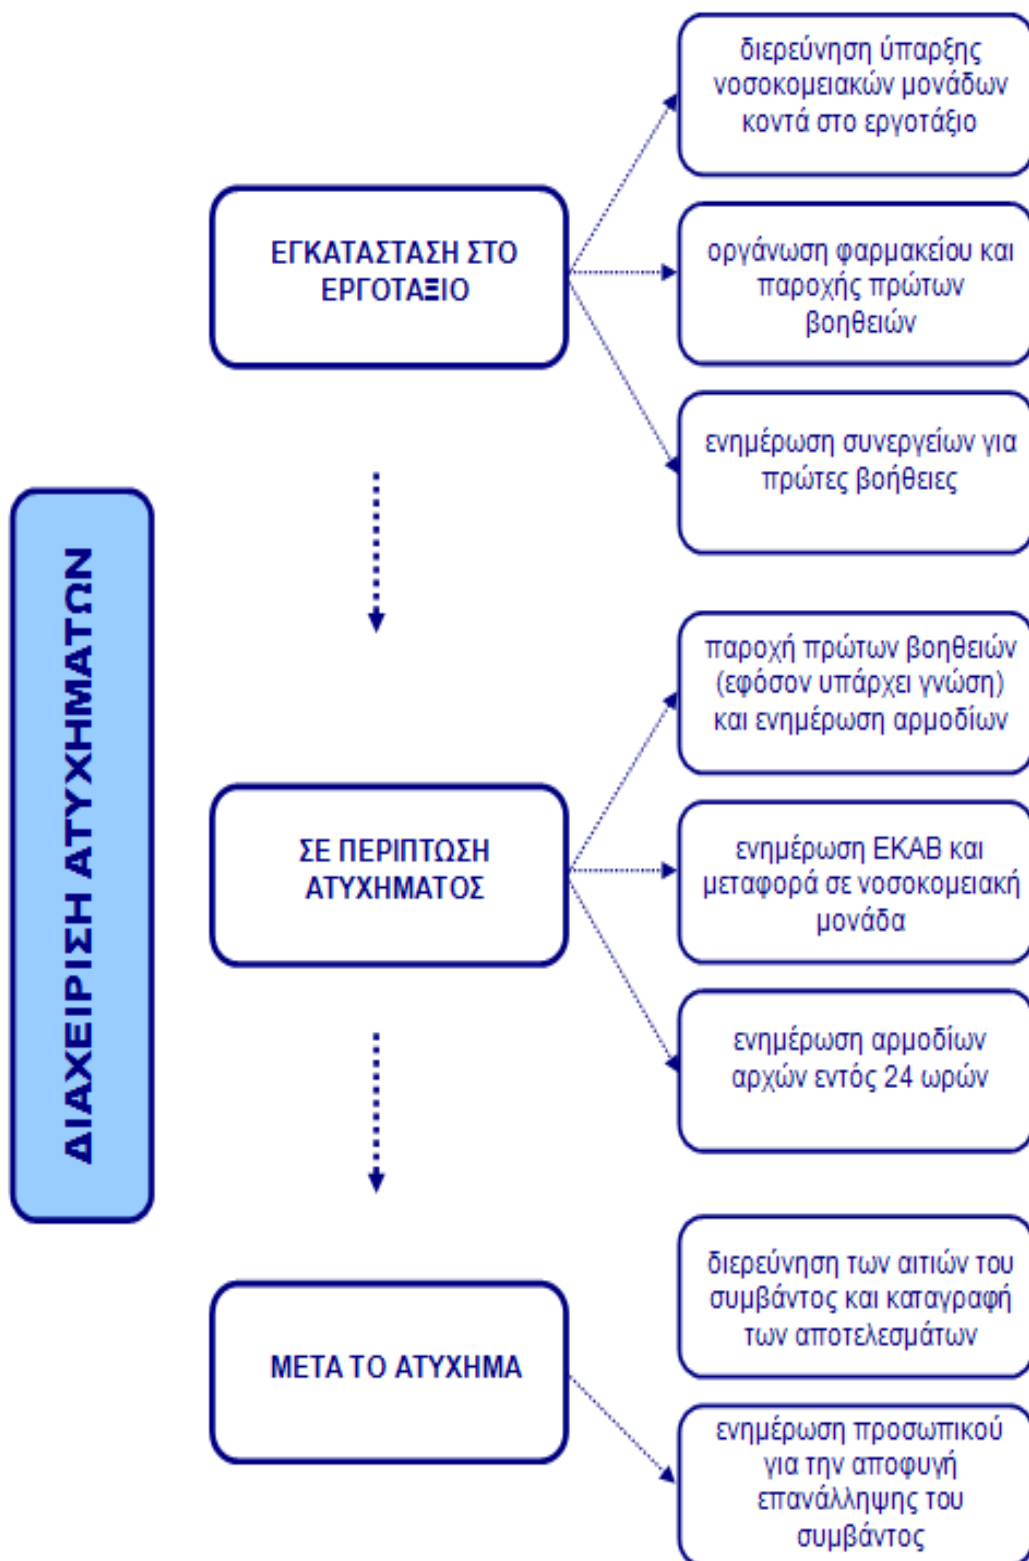 ΔΙΑΧΕΙΡΙΣΗ ΑΤΥΧΗΜΑΤΩΝ
ΕΓΚΑΤΑΣΤΑΣΗ ΣΤΟ
ΕΡΓΟΤΑΞΙΟ
διερεύνηση ύπαρξης
νοσοκομειακών μονάδων
κοντά στο εργοτάξιο
οργάνωση φαρμακείου και
παροχής πρώτων
βοηθειών
ενημέρωση συνεργείων για
πρώτες βοήθειες
ΣΕ ΠΕΡΙΠΤΩΣΗ
ΑΤΥΧΗΜΑΤΟΣ
παροχή πρώτων βοηθειών
(εφόσον υπάρχει γνώση)
και ενημέρωση αρμοδίων
ενημέρωση ΕΚΑΒ και
μεταφορά σε νοσοκομειακή
μονάδα
ενημέρωση αρμοδίων
αρχών εντός 24 ωρών
ΜΕΤΑ ΤΟ ΑΤΥΧΗΜΑ
διερεύνηση των αιτιών του
συμβάντος και καταγραφή
των αποτελεσμάτων
ενημέρωση προσωπικού
για την αποφυγή
επανάλληψης του
συμβάντος